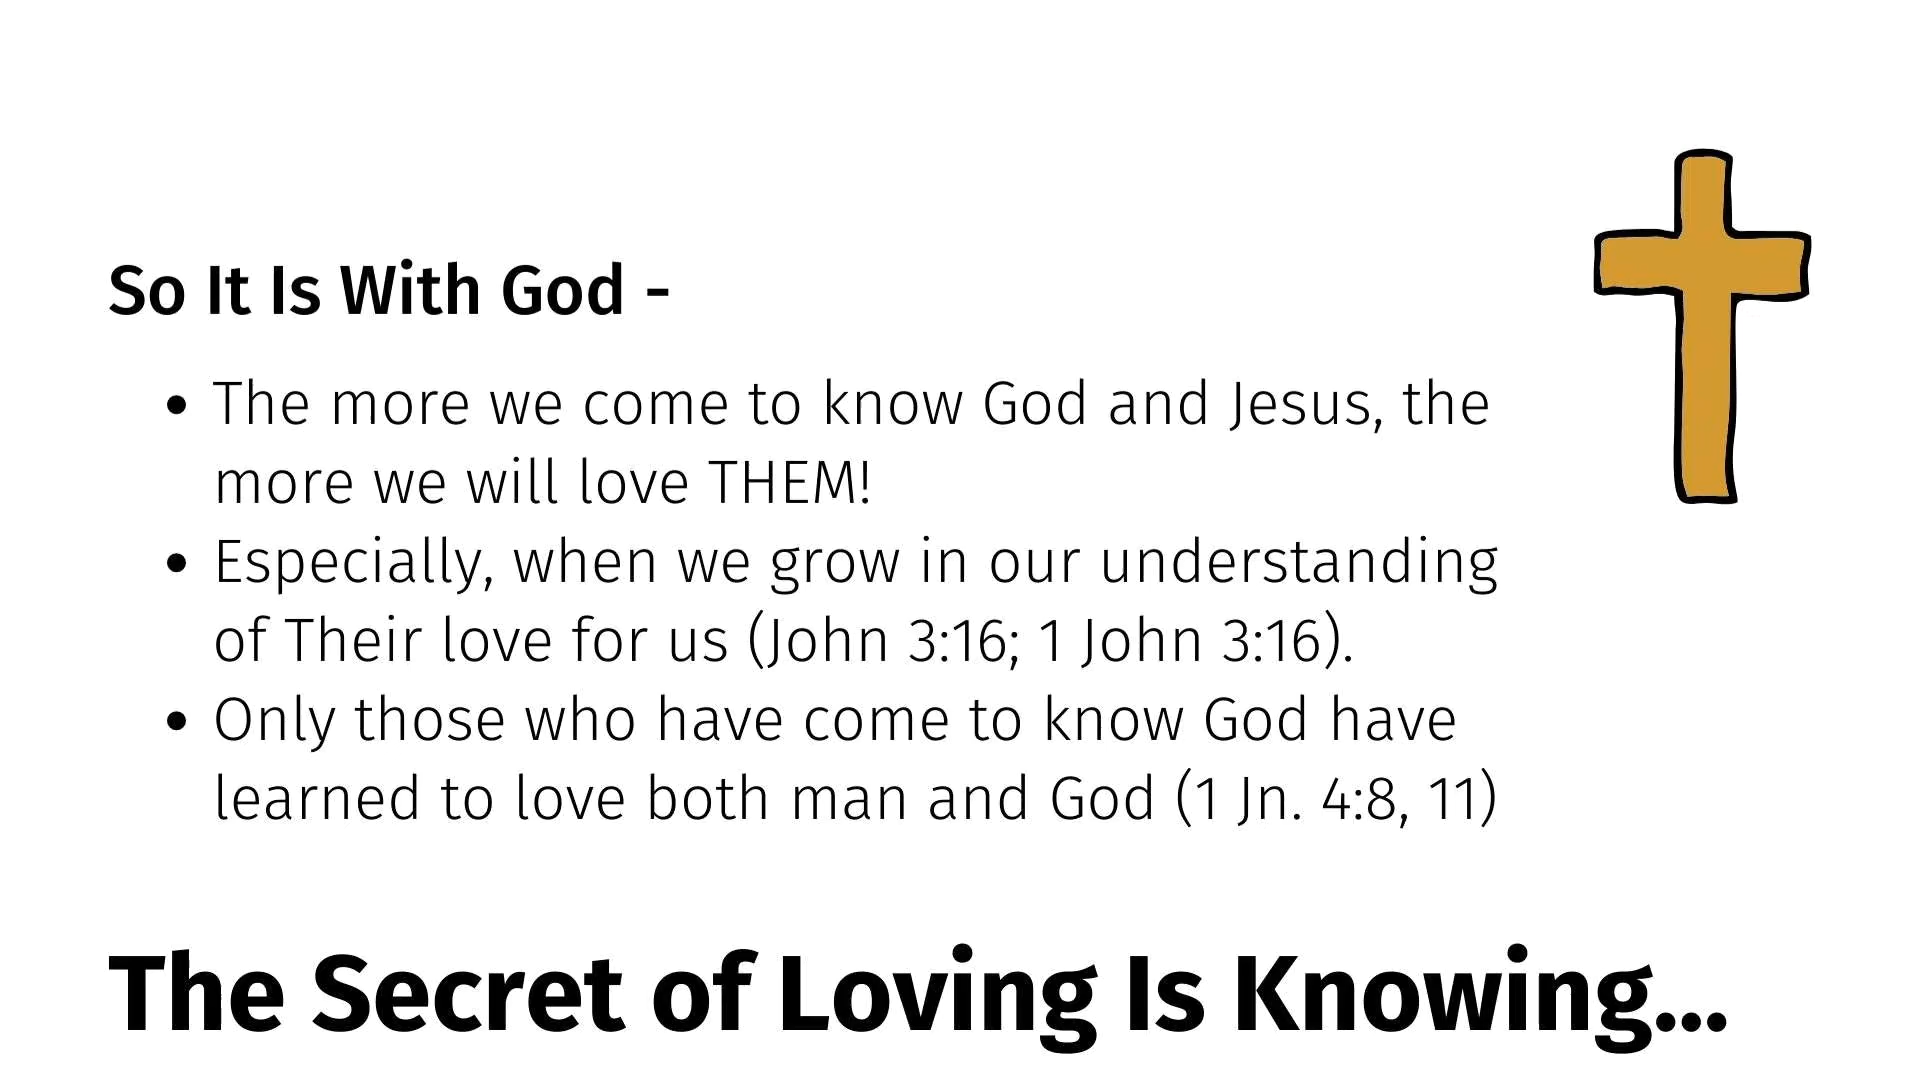 So It Is With God -
• The more we come to know God and Jesus, the
more we will love THEM!
• Especially, when we grow in our understanding
of Their love for us (John 3:16; 1 John 3:16).
• Only those who have come to know God have
learned to love both man and God (1 Jn. 4:8, 11)
The Secret of Loving Is Knowing...